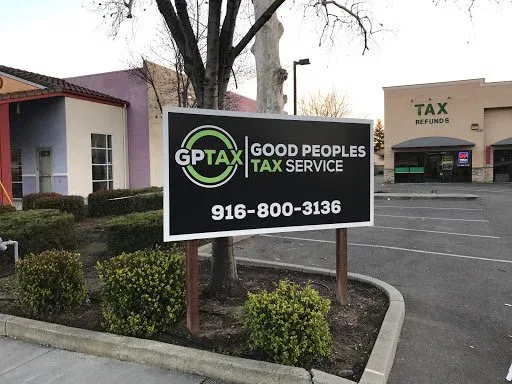 GPTAX
GOOD PEOPLES
TAX SERVICE
916-800-3136
TAX
REFUNDS